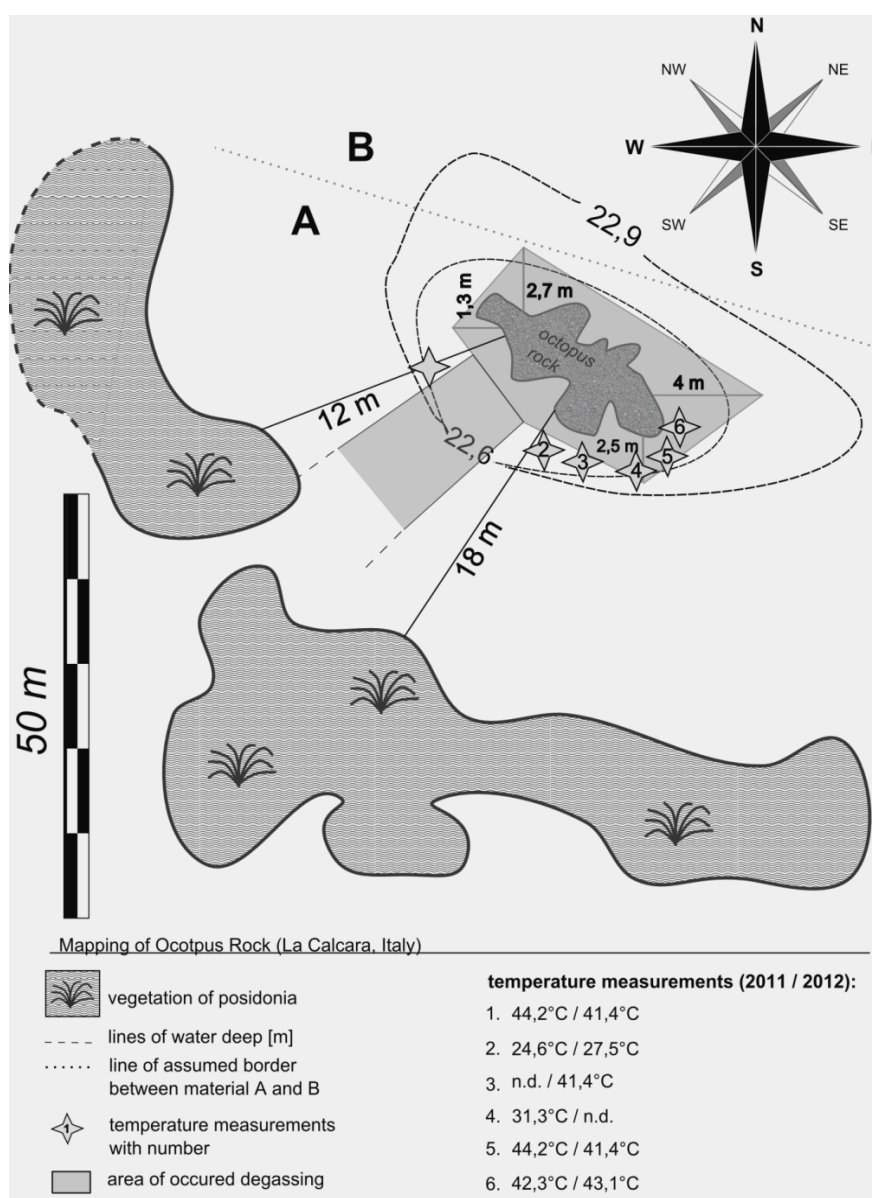 N
NW
NE
B
W
E
22,9
A
SW
SE
1,3 m
2,7 m
S
octopus
rock
4 m
12 m
6
22,6
2
2,5 m
5
3
4
18 m
50 m
Mapping of Ocotpus Rock (La Calcara, Italy)
vegetation of posidonia
lines of water deep [m]
line of assumed border
between material A and B
1 temperature measurements
with number
area of occured degassing
temperature measurements (2011 / 2012):
1. 44,2°C / 41,4°C
2. 24,6°C / 27,5°C
3. n.d. / 41,4°C
4. 31,3°C / n.d.
5. 44,2°C / 41,4°C
6. 42,3°C / 43,1°C